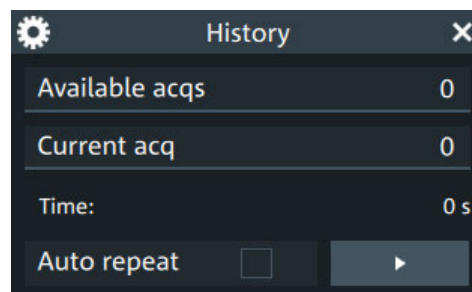 History
Available acqs 0
Current acq 0
Time: 0 s
Auto repeat